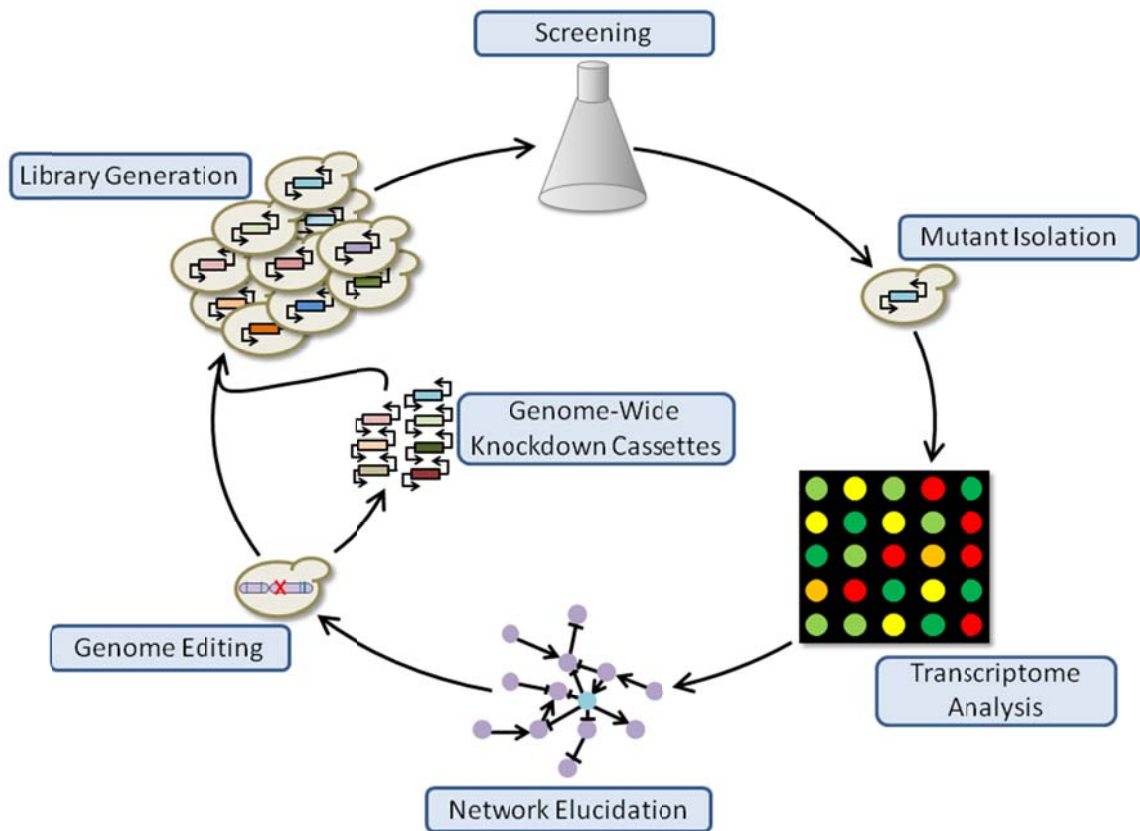 Screening
Library Generation
Mutant Isolation
Genome-Wide
Knockdown Cassettes
Genome Editing
Transcriptome
Analysis
Network Elucidation